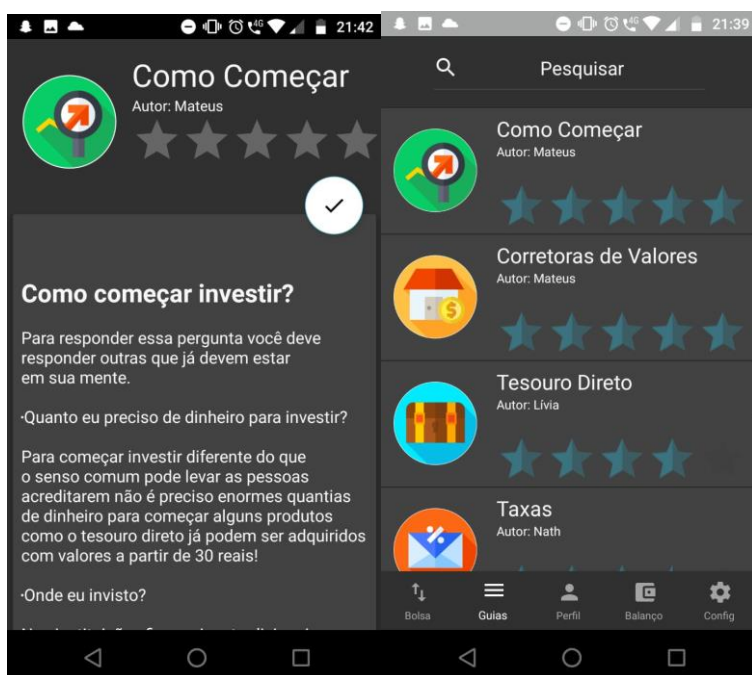 21:42
Como Começar
Autor: Mateus
Como começar investir?
Para responder essa pergunta você deve
responder outras que já devem estar
em sua mente.
·Quanto eu preciso de dinheiro para investir?
Para começar investir diferente do que
o senso comum pode levar as pessoas
acreditarem não é preciso enormes quantias
de dinheiro para começar alguns produtos
como o tesouro direto já podem ser adquiridos
com valores a partir de 30 reais!
·Onde eu invisto?
4G 21:39
Pesquisar
Como Começar
Autor: Mateus
Corretoras de Valores
Autor: Mateus
$
Tesouro Direto
Autor: Lívia
Taxas
Autor: Nath
%
Bolsa Guias Perfil Balanço Config